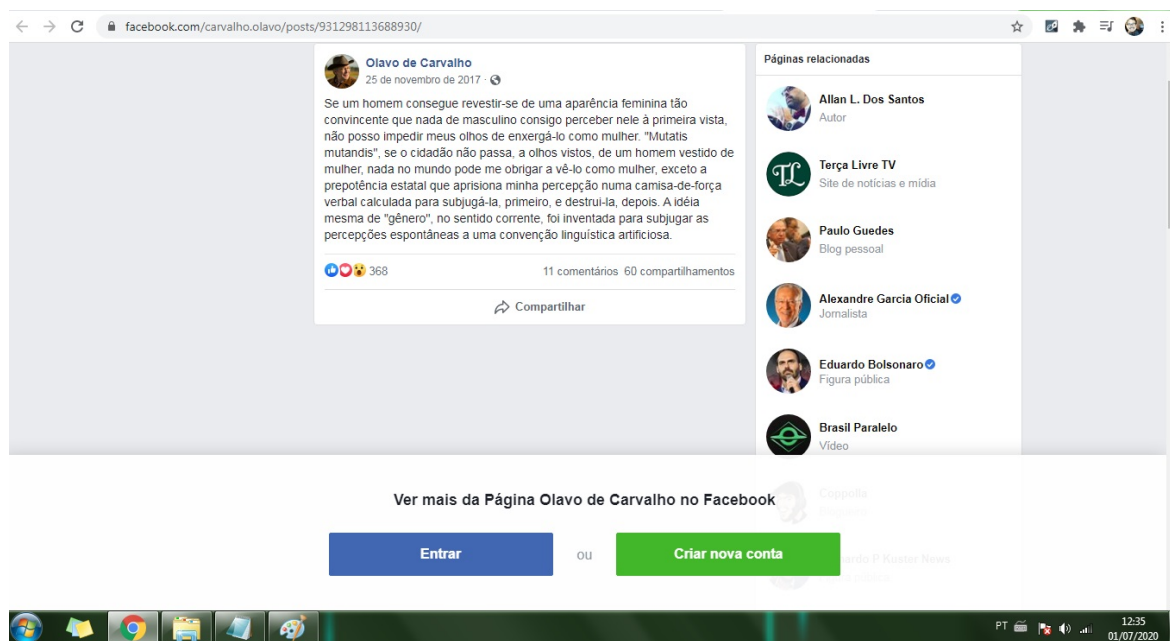 facebook.com/carvalho.olavo/posts/931298113688930/
Olavo de Carvalho
25 de novembro de 2017 ·
Se um homem consegue revestir-se de uma aparência feminina tão
convincente que nada de masculino consigo perceber nele à primeira vista,
não posso impedir meus olhos de enxergá-lo como mulher. "Mutatis
mutandis", se o cidadão não passa, a olhos vistos, de um homem vestido de
mulher, nada no mundo pode me obrigar a vê-lo como mulher, exceto a
prepotência estatal que aprisiona minha percepção numa camisa-de-força
verbal calculada para subjugá-la, primeiro, e destrui-la, depois. A idéia
mesma de "gênero", no sentido corrente, foi inventada para subjugar as
percepções espontâneas a uma convenção linguística artificiosa.
368
11 comentários 60 compartilhamentos
Compartilhar
Páginas relacionadas
Allan L. Dos Santos
Autor
TL
Terça Livre TV
Site de notícias e mídia
Paulo Guedes
Blog pessoal
Alexandre Garcia Oficial
Jornalista
Eduardo Bolsonaro
Figura pública
Brasil Paralelo
Vídeo
Coppolla
Ver mais da Página Olavo de Carvalho no Facebook
Entrar
ou
Criar nova conta
P Kuster News
PT
12:35
01/07/2020